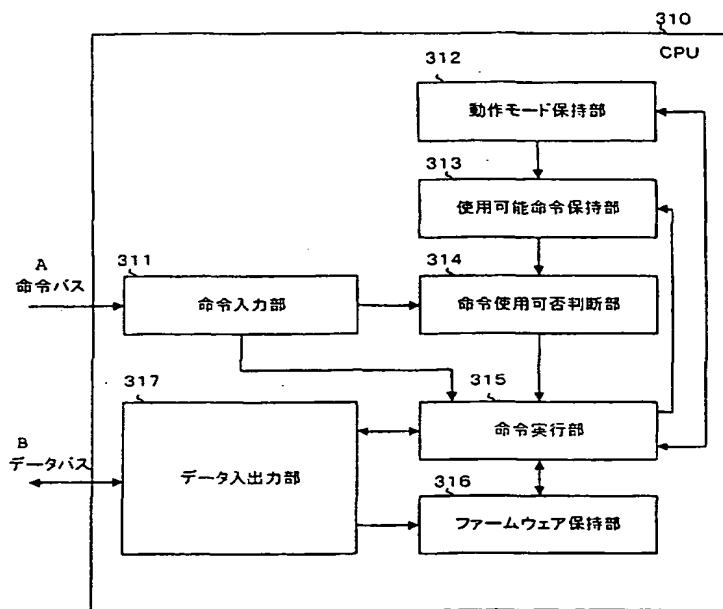 310
CPU
312
動作モード保持部
313
使用可能命令保持部
A
命令バス
311
命令入力部
314
命令使用可否判断部
317
315
命令実行部
B
データバス
データ入出力部
316
ファームウェア保持部